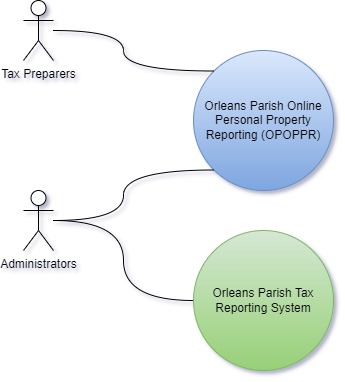 Tax Preparers
Orleans Parish Online
Personal Property
Reporting (OPOPPR)
Administrators
Orleans Parish Tax
Reporting System